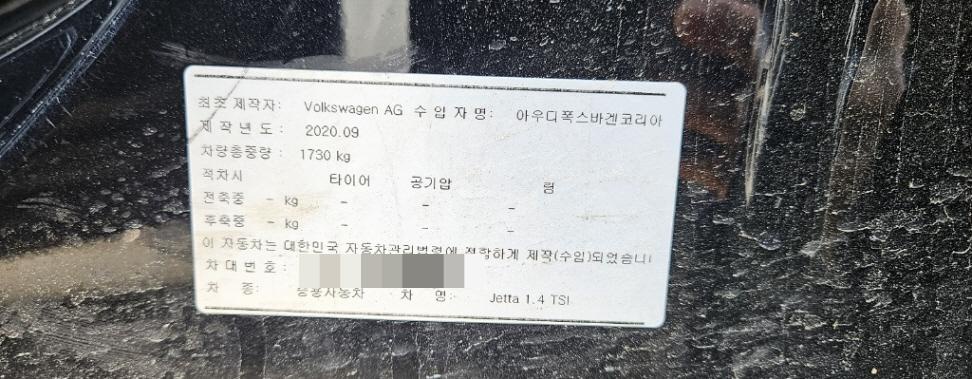 최초 제작자: Volkswagen AG 수 입 자 명: 아우디폭스바겐코리아
제 작 년 도 : 2020.09
차량총중량 : 1730 kg
적차시 타이어 공기압 림
전축중 - kg - - -
후축중 - kg - - -
이 자동차는 대한민국 자동차관리법령에 적합하게 제작(수입)되었습니
차 대 번 호 :
차 종: 승용자동차 차 명: Jetta 1.4 TSI